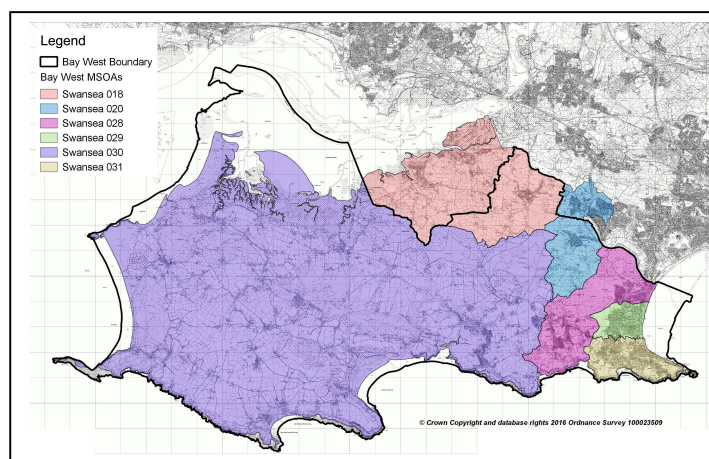 Legend
Bay West Boundary
Bay West MSOAs
Swansea 018
Swansea 020
Swansea 028
Swansea 029
Swansea 030
Swansea 031
© Crown Copyright and database rights 2016 Ordnance Survey 100023509